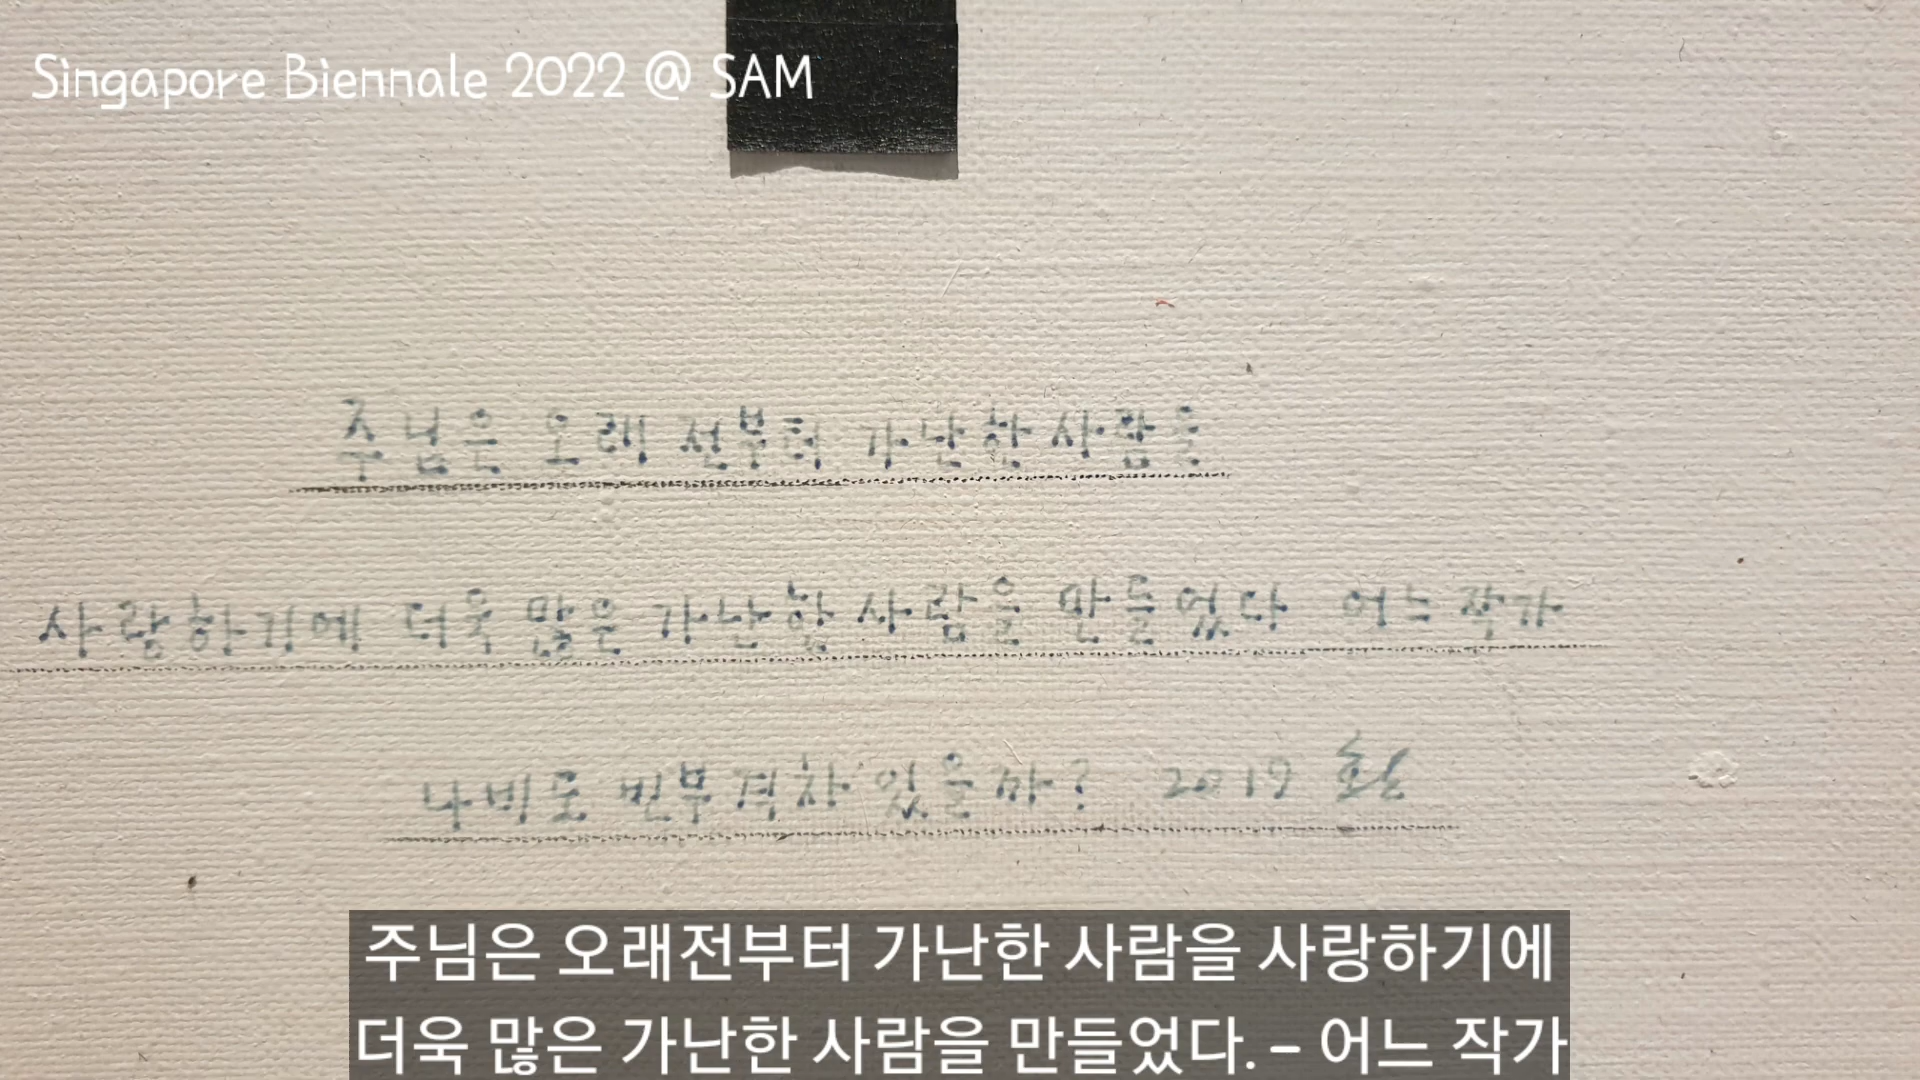 Singapore Biennale 2022 @ SAM
주님은 오래 전부터 가난한 사람을
사랑하기에 더욱 많은 가난한 사람을 만들었다 어느작가
나비도 빈부격차 있을까? 2019
주님은 오래전부터 가난한 사람을 사랑하기에
더욱 많은 가난한 사람을 만들었다. - 어느 작가